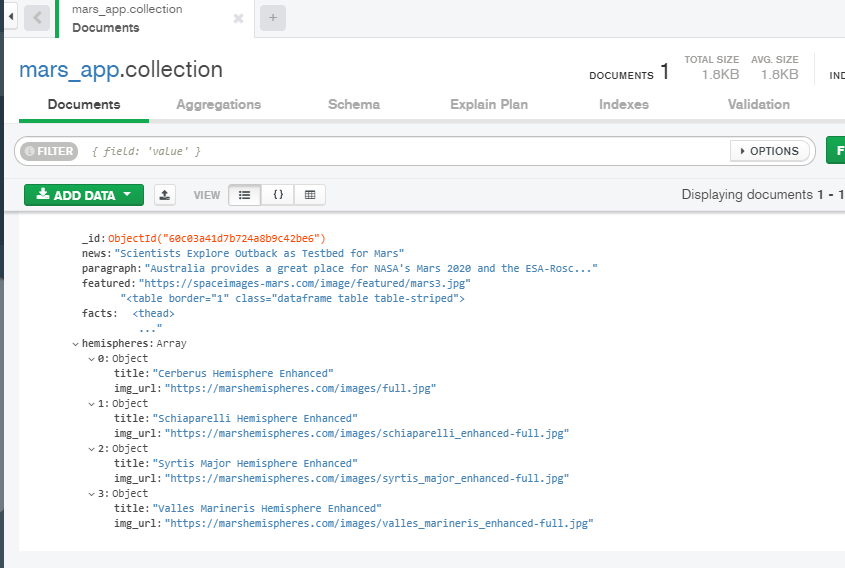 mars_app.collection
Documents
mars_app.collection
DOCUMENTS 1
TOTAL SIZE 1.8KB
AVG. SIZE 1.8KB
Documents Aggregations Schema Explain Plan Indexes Validation
FILTER { field: 'value' } OPTIONS
ADD DATA VIEW { } Displaying documents 1 - 1
_id: ObjectId("60c03a41d7b724a8b9c42be6")
news: "Scientists Explore Outback as Testbed for Mars"
paragraph: "Australia provides a great place for NASA's Mars 2020 and the ESA-Rosc..."
featured: "https://spaceimages-mars.com/image/featured/mars3.jpg"
"<table border="1" class="dataframe table table-striped">
facts: <thead>
..."
hemispheres: Array
0: Object
title: "Cerberus Hemisphere Enhanced"
img_url: "https://marshemispheres.com/images/full.jpg"
1: Object
title: "Schiaparelli Hemisphere Enhanced"
img_url: "https://marshemispheres.com/images/schiaparelli_enhanced-full.jpg"
2: Object
title: "Syrtis Major Hemisphere Enhanced"
img_url: "https://marshemispheres.com/images/syrtis_major_enhanced-full.jpg"
3: Object
title: "Valles Marineris Hemisphere Enhanced"
img_url: "https://marshemispheres.com/images/valles_marineris_enhanced-full.jpg"